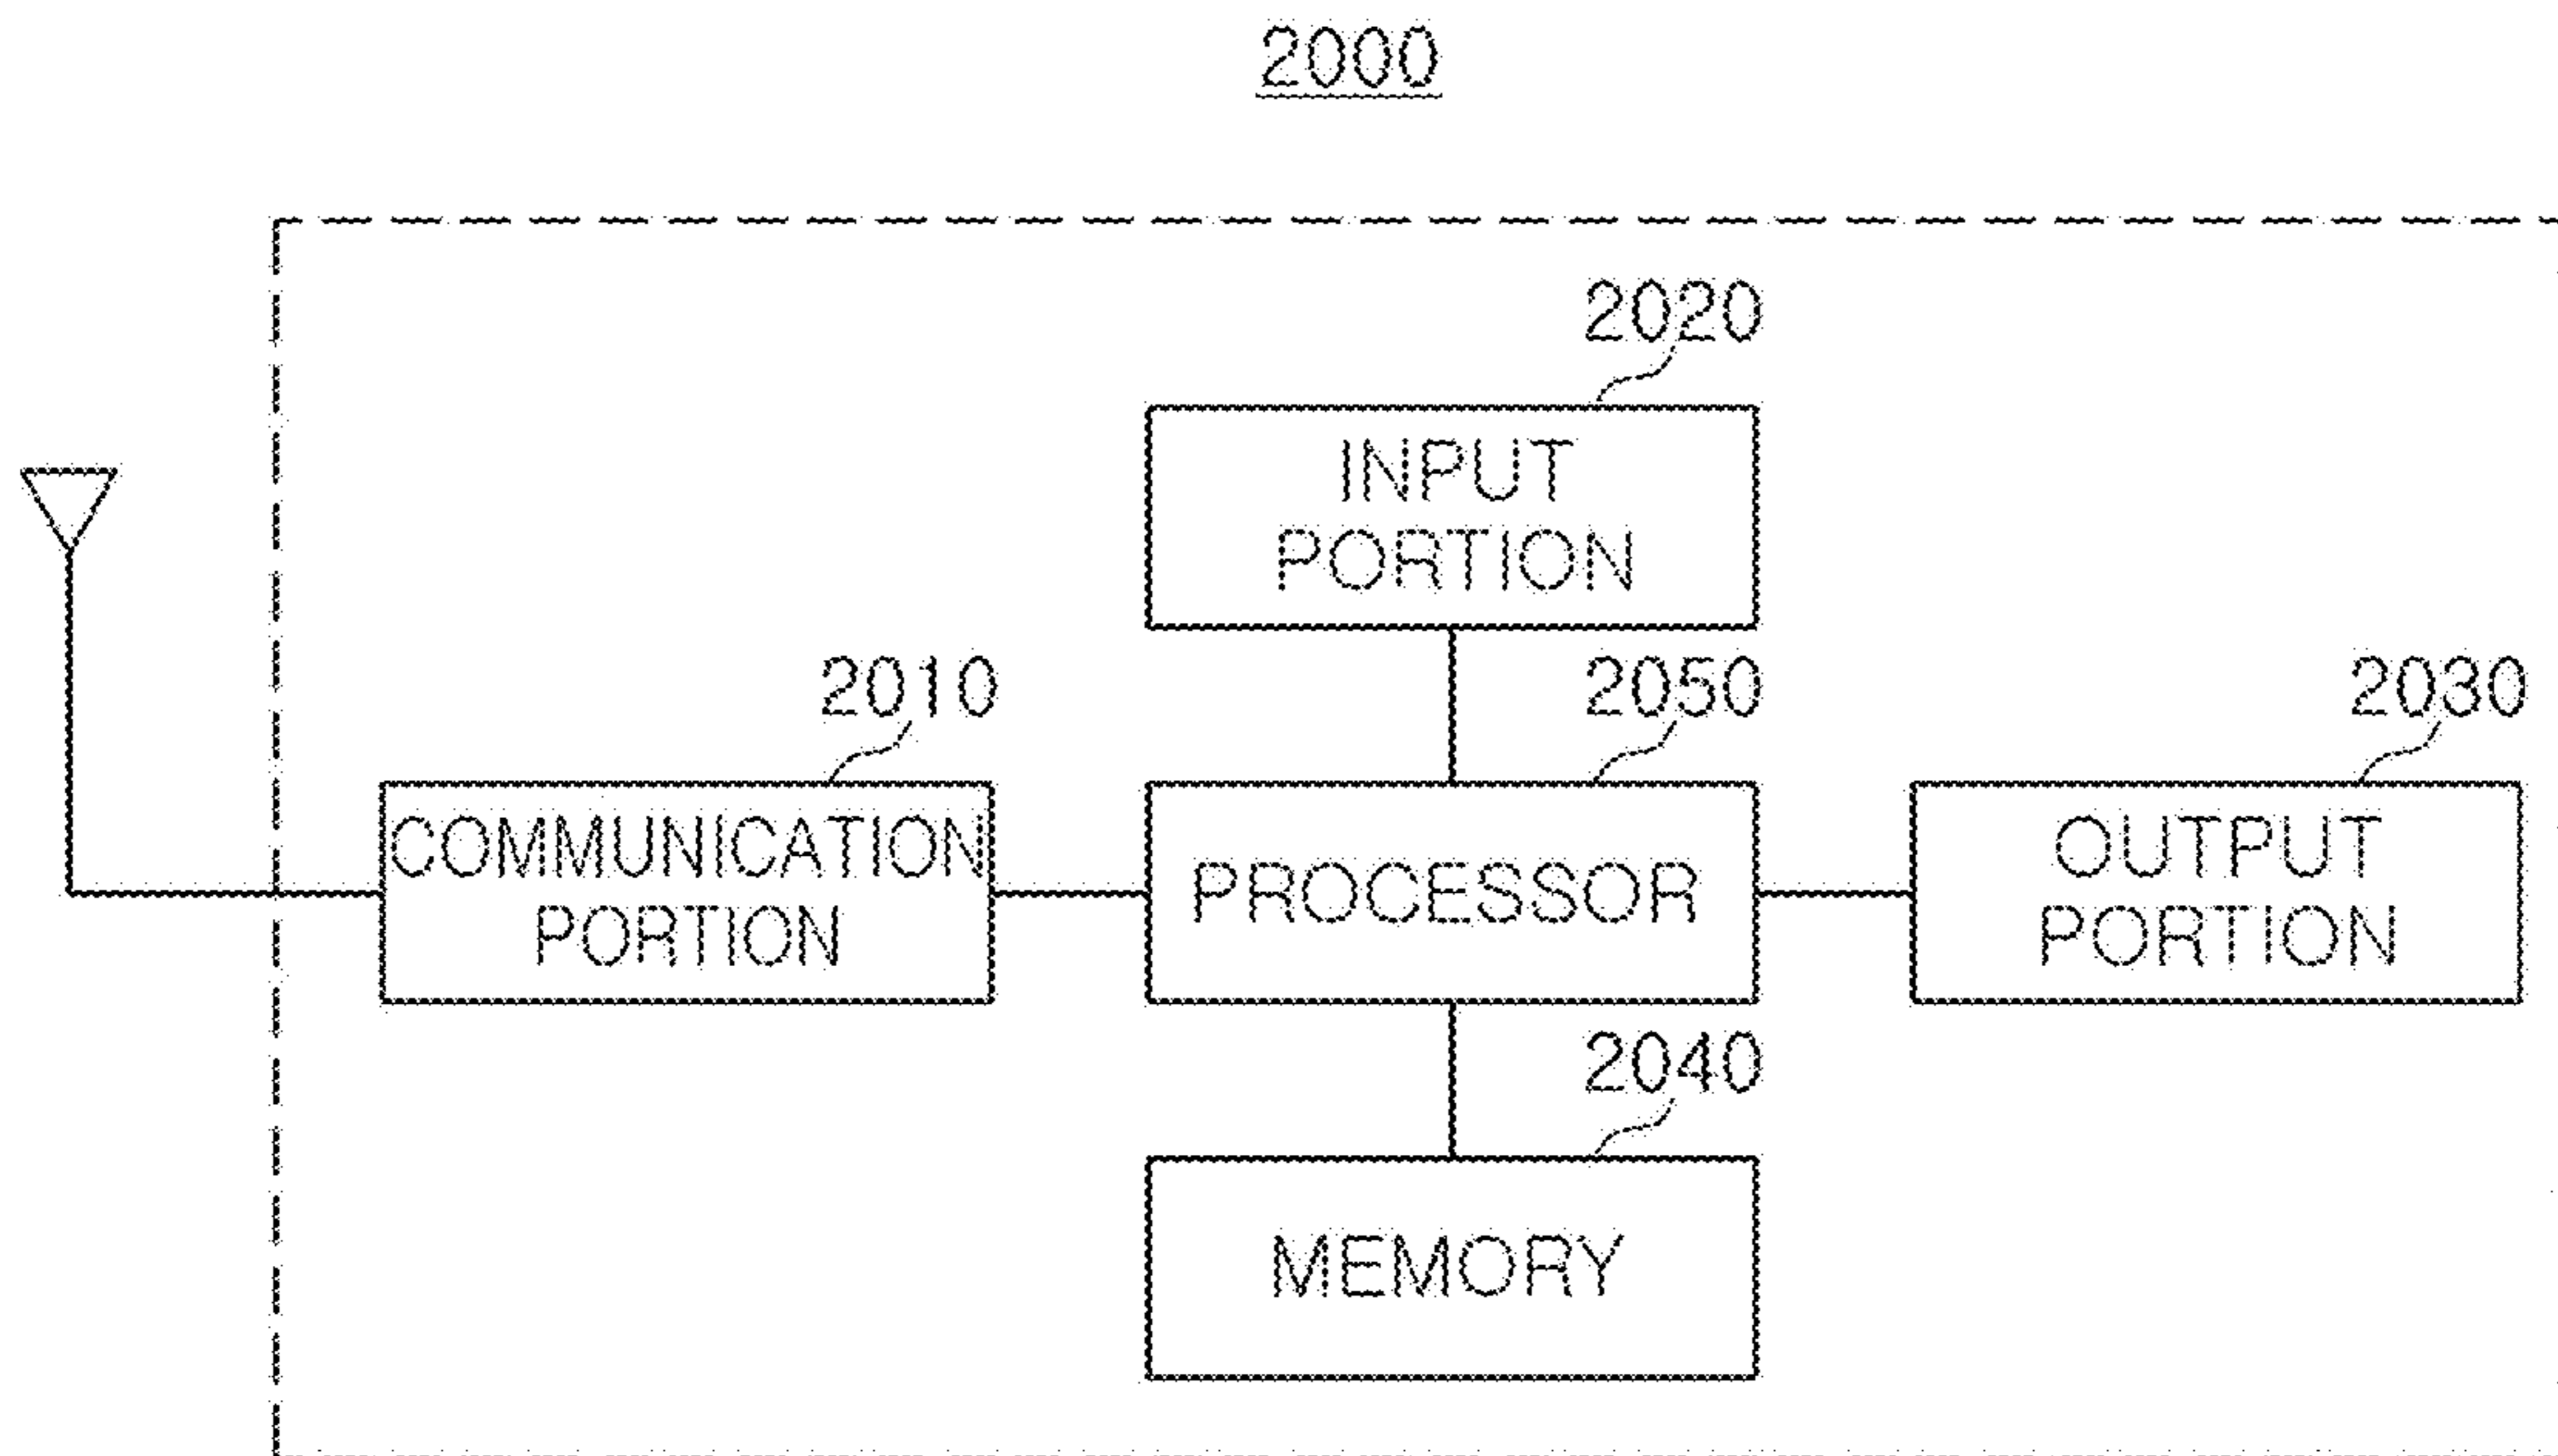 2000
2020
INPUT
PORTION
2010
2050
2030
COMMUNICATION
PORTION
PROCESSOR
OUTPUT
PORTION
2040
MEMORY